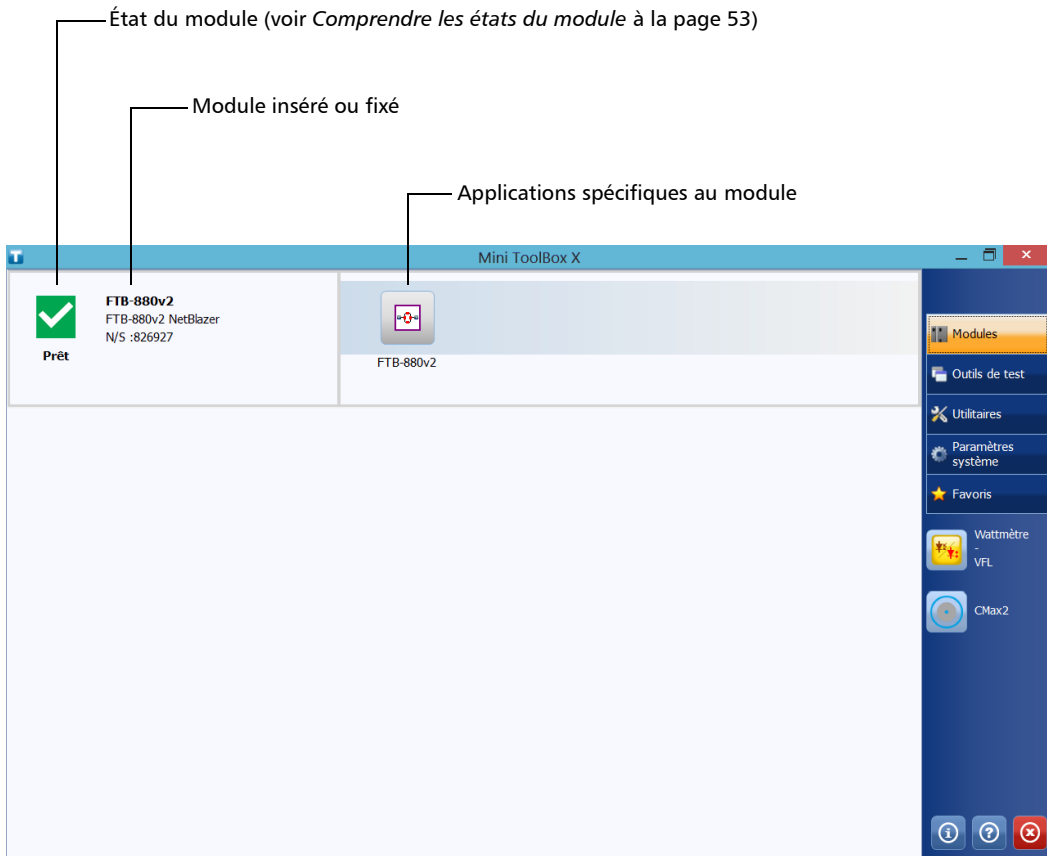 État du module (voir Comprendre les états du module à la page 53)
Module inséré ou fixé
Applications spécifiques au module
Mini ToolBox X
FTB-880v2
FTB-880v2 NetBlazer
N/S :826927
Prêt
FTB-880v2
Modules
Outils de test
Utilitaires
Paramètres
système
Favoris
Wattmètre
-
VFL
CMax2